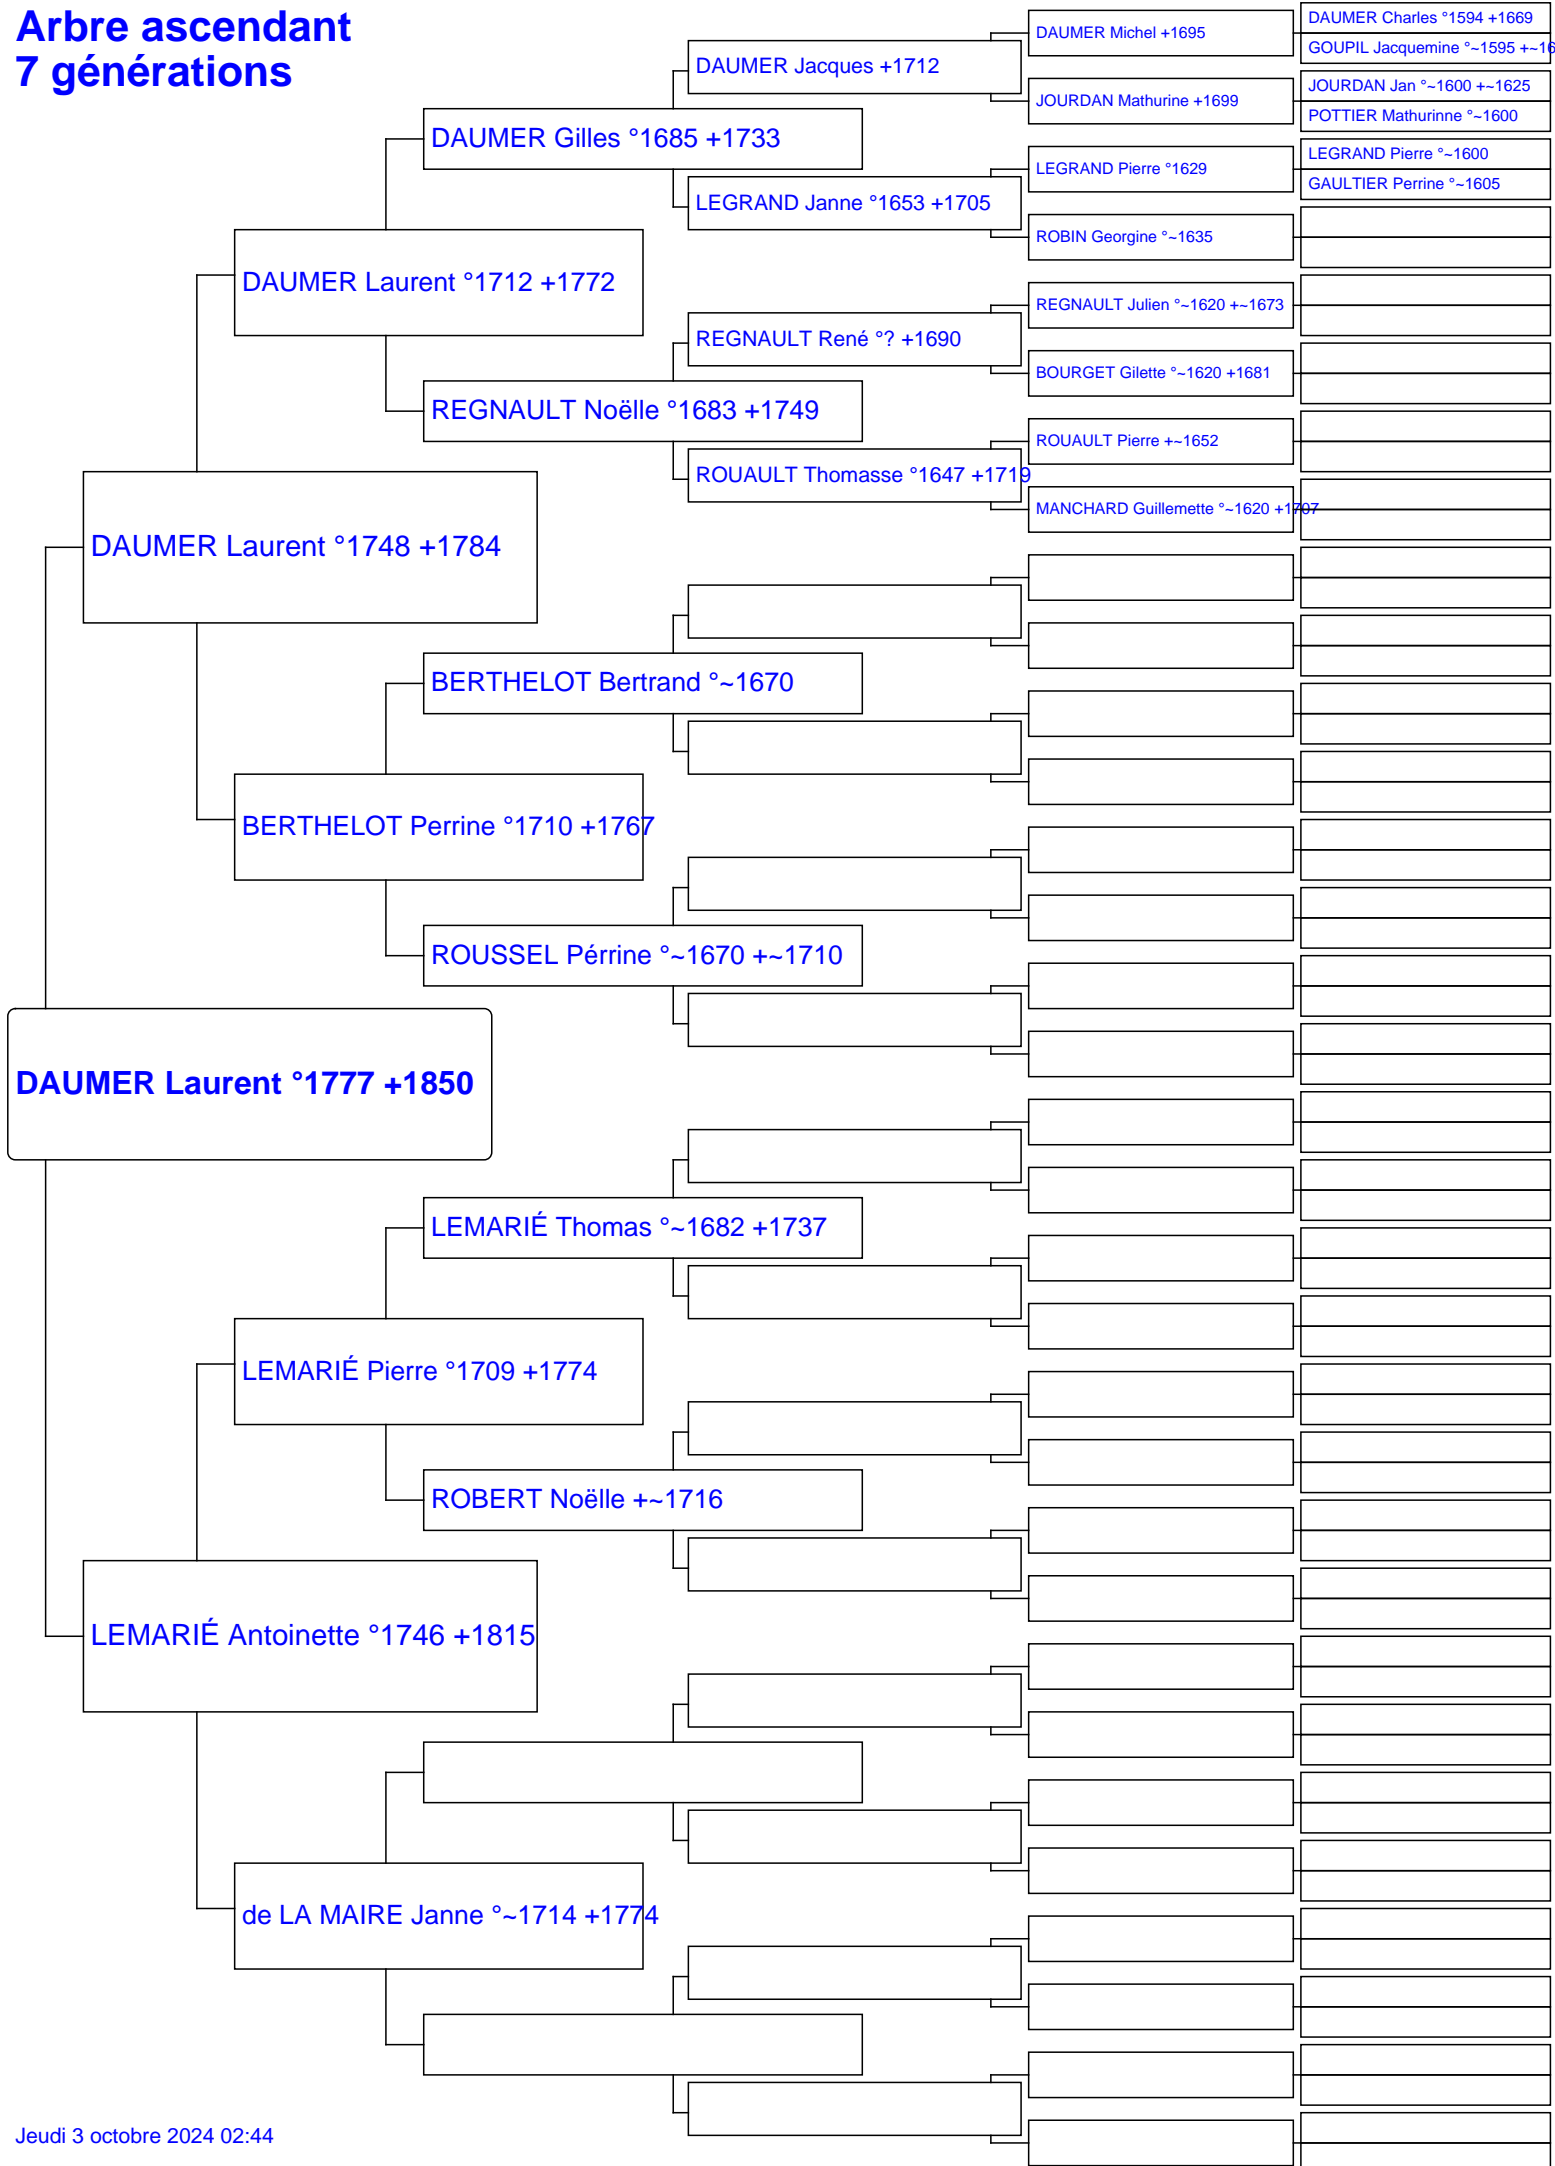 Arbre ascendant
7 générations
DAUMER Charles °1594 +1669
DAUMER Michel +1695
GOUPIL Jacquemine °~1595 +~16
DAUMER Jacques +1712
JOURDAN Jan °~1600 +~1625
JOURDAN Mathurine +1699
POTTIER Mathurinne °~1600
DAUMER Gilles °1685 +1733
LEGRAND Pierre °~1600
LEGRAND Pierre °1629
GAULTIER Perrine °~1605
LEGRAND Janne °1653 +1705
ROBIN Georgine °~1635
DAUMER Laurent °1712 +1772
REGNAULT Julien °~1620 +~1673
REGNAULT René °? +1690
BOURGET Gilette °~1620 +1681
REGNAULT Noëlle °1683 +1749
ROUAULT Pierre +~1652
ROUAULT Thomasse °1647 +1719
MANCHARD Guillemette °~1620 +1707
DAUMER Laurent °1748 +1784
BERTHELOT Bertrand °~1670
BERTHELOT Perrine °1710 +1767
ROUSSEL Pérrine °~1670 +~1710
DAUMER Laurent °1777 +1850
LEMARIÉ Thomas °~1682 +1737
LEMARIÉ Pierre °1709 +1774
ROBERT Noëlle +~1716
LEMARIÉ Antoinette °1746 +1815
de LA MAIRE Janne °~1714 +1774
Jeudi 3 octobre 2024 02:44